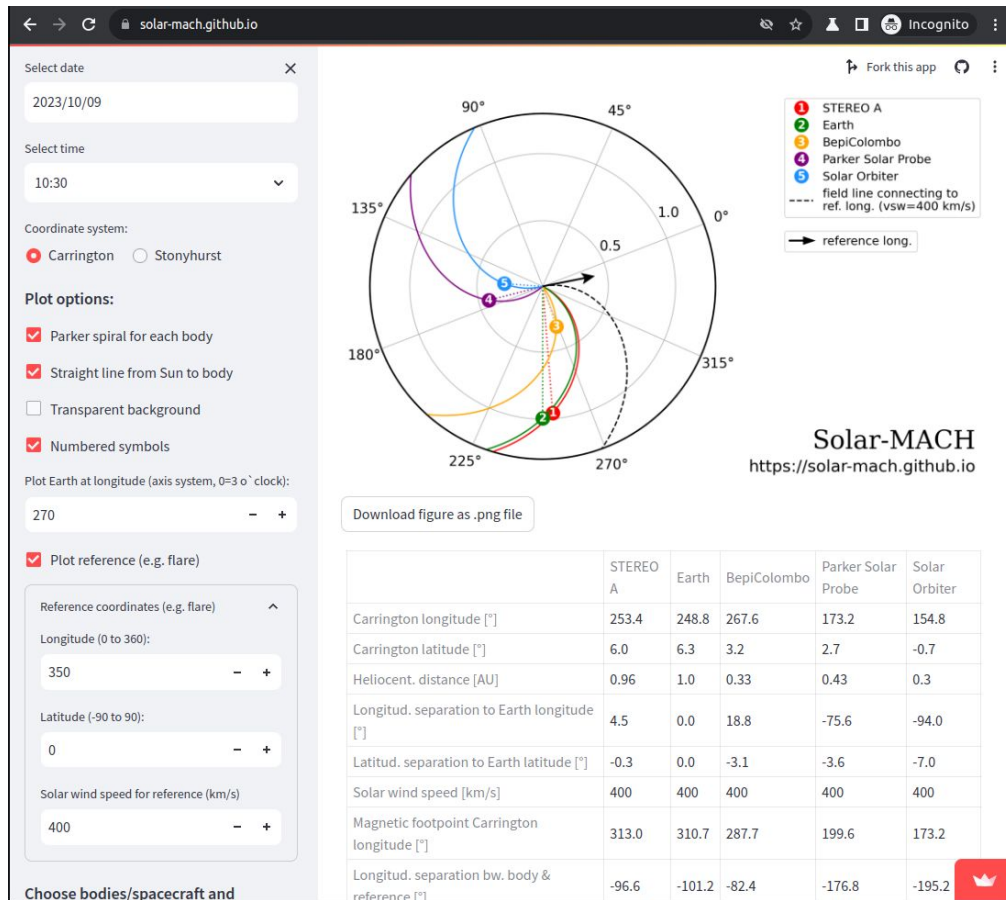 solar-mach.github.io
Incognito
Select date
2023/10/09
Select time
10:30
Coordinate system:
Carrington
Stonyhurst
Plot options:
Parker spiral for each body
Straight line from Sun to body
Transparent background
Numbered symbols
Plot Earth at longitude (axis system, 0=3 o`clock):
270
- +
Plot reference (e.g. flare)
Reference coordinates (e.g. flare)
Longitude (0 to 360):
350
- +
Latitude (-90 to 90):
0
- +
Solar wind speed for reference (km/s)
400
- +
Choose bodies/spacecraft and
Fork this app
90°
45°
135°
1.0
0°
0.5
180°
315°
225°
270°
5
4
3
2
1
1 STEREO A
2 Earth
3 BepiColombo
4 Parker Solar Probe
5 Solar Orbiter
field line connecting to
ref. long. (vsw=400 km/s)
reference long.
Solar-MACH
https://solar-mach.github.io
Download figure as .png file
STEREO A Earth BepiColombo Parker Solar Probe Solar Orbiter
Carrington longitude [°] 253.4 248.8 267.6 173.2 154.8
Carrington latitude [°] 6.0 6.3 3.2 2.7 -0.7
Heliocent. distance [AU] 0.96 1.0 0.33 0.43 0.3
Longitud. separation to Earth longitude [°] 4.5 0.0 18.8 -75.6 -94.0
Latitud. separation to Earth latitude [°] -0.3 0.0 -3.1 -3.6 -7.0
Solar wind speed [km/s] 400 400 400 400 400
Magnetic footpoint Carrington longitude [°] 313.0 310.7 287.7 199.6 173.2
Longitud. separation bw. body & reference [°] -96.6 -101.2 -82.4 -176.8 -195.2